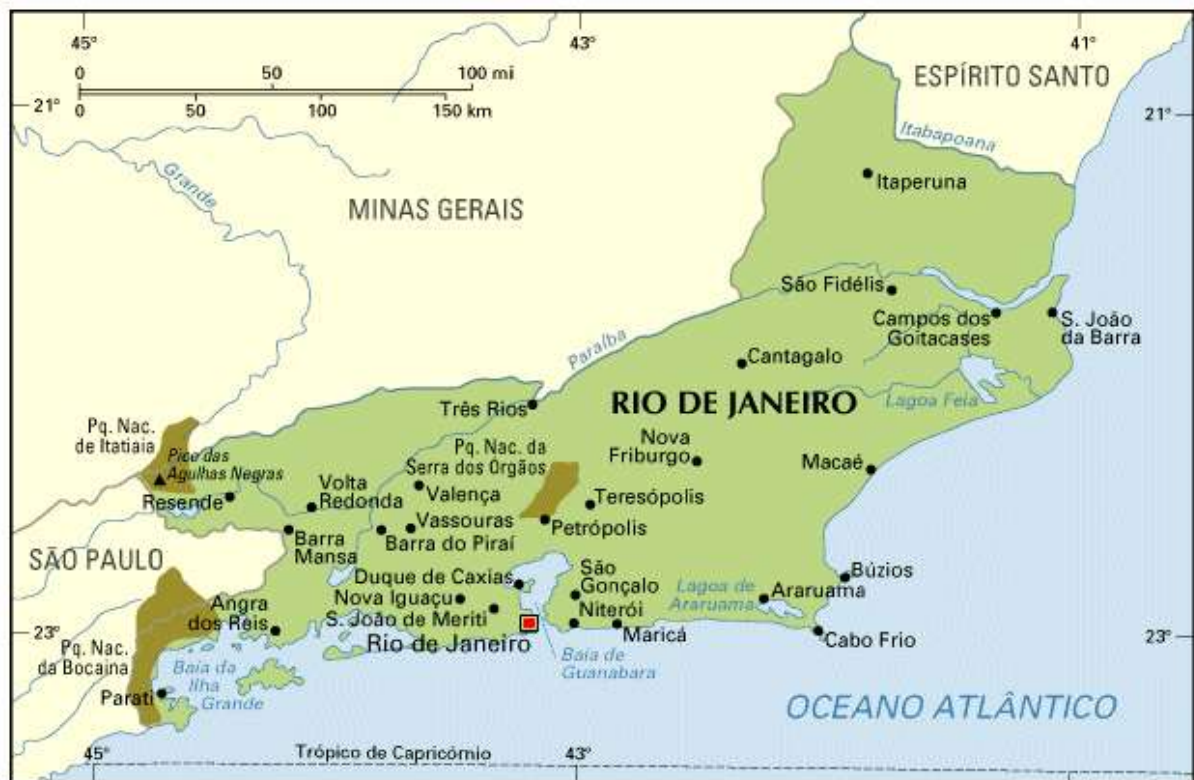 45°
43°
41°
0 50 100 mi
0 50 100 150 km
21°
ESPÍRITO SANTO
21°
Itabapoana
Grande
Itaperuna
MINAS GERAIS
São Fidélis
Campos dos
Goitacases
S. João
da Barra
Paraíba
Cantagalo
Lagoa Feia
Três Rios
RIO DE JANEIRO
Pq. Nac.
de Itatiaia
Pico das
Agulhas Negras
Pq. Nac. da
Serra dos Orgãos
Nova
Friburgo
Macaé
Resende
Volta
Redonda
Valença
Teresópolis
Vassouras
Petrópolis
Barra
Mansa
Barra do Piraí
SÃO PAULO
Duque de Caxias
São
Gonçalo
Lagoa de
Araruama
Búzios
Araruama
Nova Iguaçu
Angra
dos Reis
S. João de Meriti
Niterói
23°
Rio de Janeiro
Maricá
Cabo Frio
23°
Pq. Nac.
da Bocaina
Baía da
Ilha
Grande
Baia de
Guanabara
Parati
OCEANO ATLÂNTICO
45°
Trópico de Capricórnio
43°